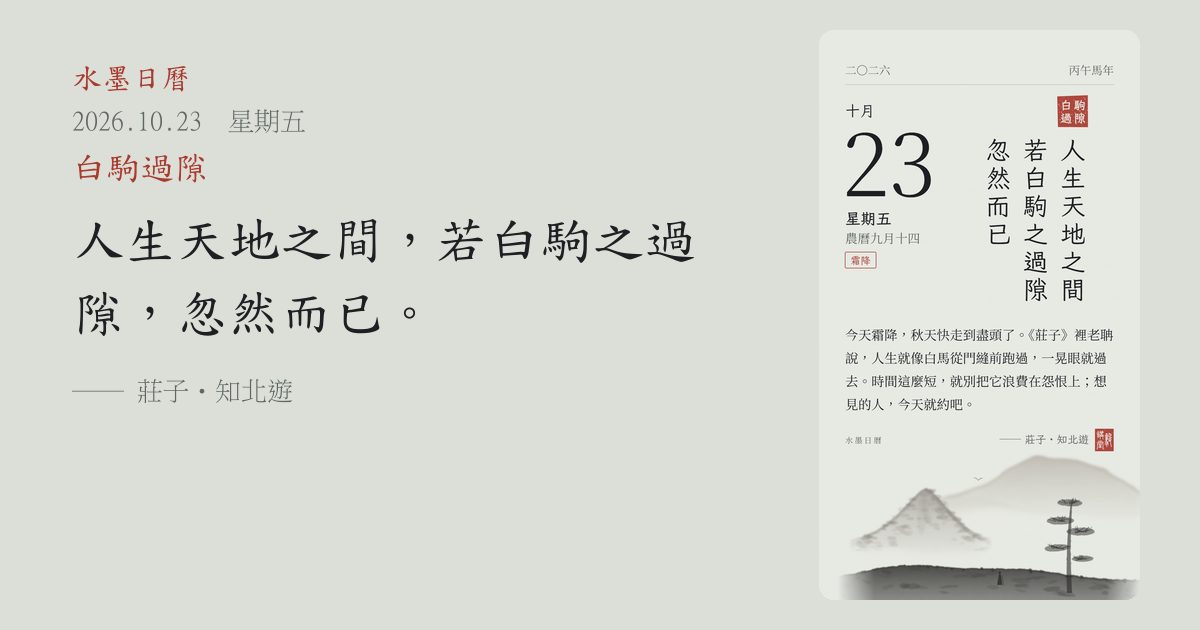 水墨日曆
2026.10.23 星期五
白駒過隙
人生天地之間，若白駒之過
隙，忽然而已。
—— 莊子・知北遊
二〇二六
丙午馬年
十月
23
星期五
農曆九月十四
霜降
白駒過隙
人生天地之間
若白駒之過隙
忽然而已
今天霜降，秋天快走到盡頭了。《莊子》裡老聃
說，人生就像白馬從門縫前跑過，一晃眼就過
去。時間這麼短，就別把它浪費在怨恨上；想
見的人，今天就約吧。
水墨日曆
—— 莊子・知北遊